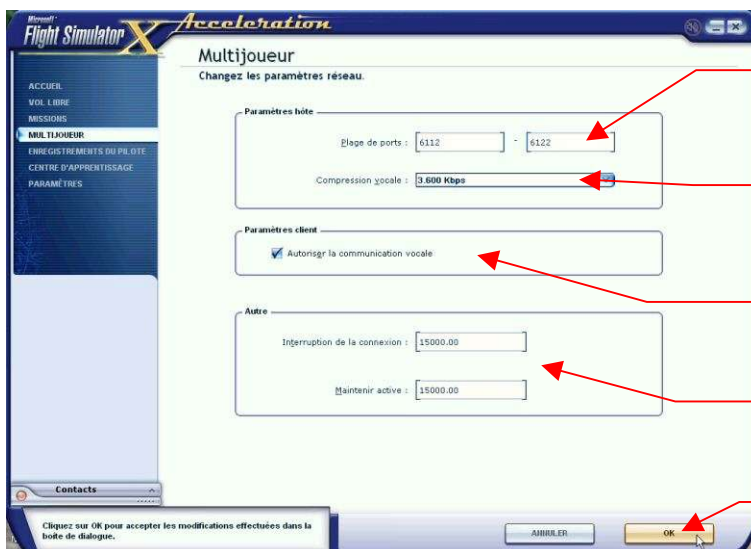 Microsoft
Flight Simulator X Acceleration
Multijoueur
Changez les paramètres réseau.
ACCUEIL
VOL LIBRE
MISSIONS
MULTIJOUEUR
ENREGISTREMENTS DU PILOTE
CENTRE D'APPRENTISSAGE
PARAMÈTRES
Paramètres hôte
Plage de ports : 6112 - 6122
Compression vocale : 3.600 Kbps
Paramètres client
Autoriser la communication vocale
Autre
Interruption de la connexion : 15000.00
Maintenir active : 15000.00
Contacts
Cliquez sur OK pour accepter les modifications effectuées dans la
boîte de dialogue.
ANNULER OK